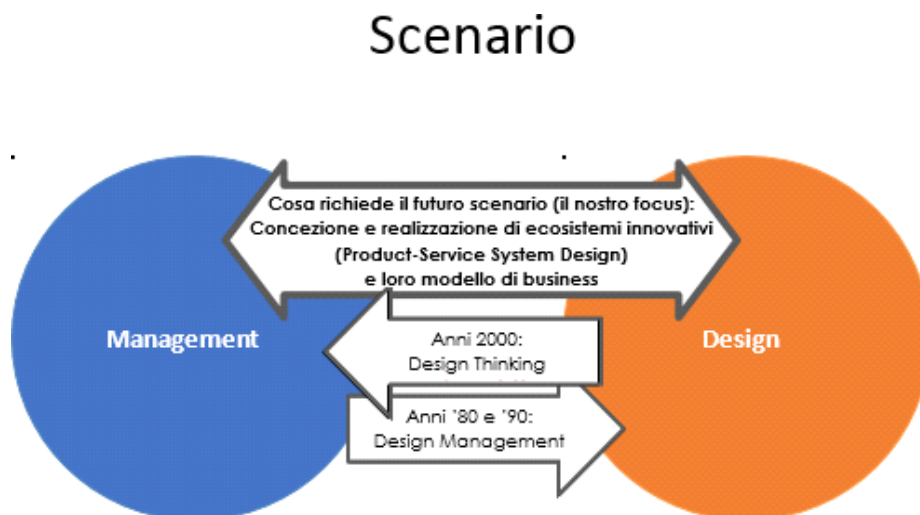 Scenario
Cosa richiede il futuro scenario (il nostro focus):
Concezione e realizzazione di ecosistemi innovativi
(Product-Service System Design)
e loro modello di business
Management
Design
Anni 2000:
Design Thinking
Anni '80 e '90:
Design Management